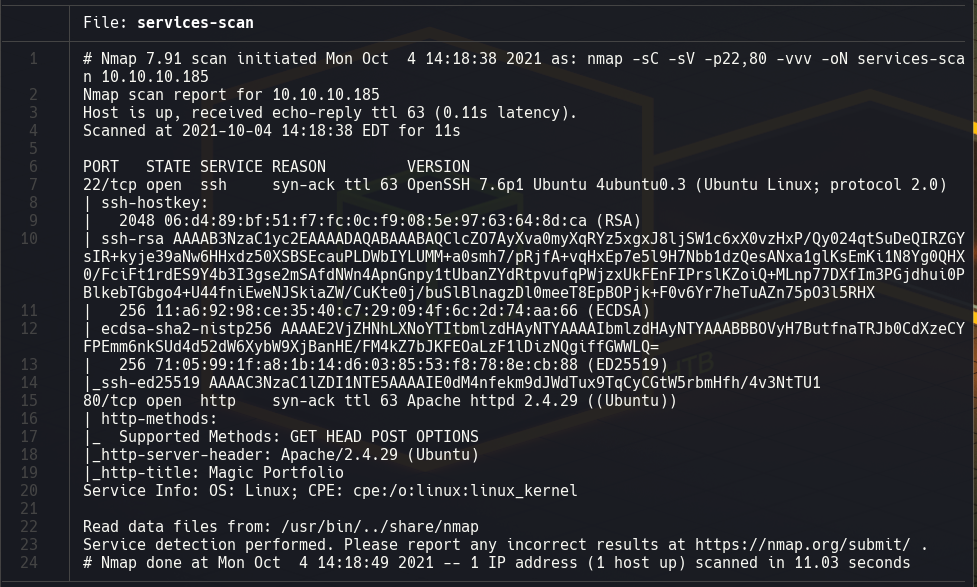 File: services-scan
1 # Nmap 7.91 scan initiated Mon Oct  4 14:18:38 2021 as: nmap -sC -sV -p22,80 -vvv -oN services-sca
n 10.10.10.185
2 Nmap scan report for 10.10.10.185
3 Host is up, received echo-reply ttl 63 (0.11s latency).
4 Scanned at 2021-10-04 14:18:38 EDT for 11s
5
6 PORT   STATE SERVICE REASON         VERSION
7 22/tcp open  ssh     syn-ack ttl 63 OpenSSH 7.6p1 Ubuntu 4ubuntu0.3 (Ubuntu Linux; protocol 2.0)
8 | ssh-hostkey:
9 |   2048 06:d4:89:bf:51:f7:fc:0c:f9:08:5e:97:63:64:8d:ca (RSA)
10 | ssh-rsa AAAAB3NzaC1yc2EAAAADAQABAAABAQClcZO7AyXva0myXqRYz5xgxJ8ljSW1c6xX0vzHxP/Qy024qtSuDeQIRZGY
sIR+kyje39aNw6HHxdz50XSBSEcauPLDWbIYLUMM+a0smh7/pRjfA+vqHxEp7e5l9H7Nbb1dzQesANxa1glKsEmKi1N8Yg0QHX
0/FciFt1rdES9Y4b3I3gse2mSAfdNWn4ApnGnpy1tUbanZYdRtpvufqPWjzxUkFEnFIPrslKZoiQ+MLnp77DXfIm3PGjdhui0P
BlkebTGbgo4+U44fniEweNJSkiaZW/CuKte0j/buSlBlnagzDl0meeT8EpBOPjk+F0v6Yr7heTuAZn75pO3l5RHX
11 |   256 11:a6:92:98:ce:35:40:c7:29:09:4f:6c:2d:74:aa:66 (ECDSA)
12 | ecdsa-sha2-nistp256 AAAAE2VjZHNhLXNoYTItbmlzdHAyNTYAAAAIbmlzdHAyNTYAAABBBOVyH7ButfnaTRJb0CdXzeCY
FPEmm6nkSUd4d52dW6XybW9XjBanHE/FM4kZ7bJKFEOaLzF1lDizNQgiffGWWLQ=
13 |   256 71:05:99:1f:a8:1b:14:d6:03:85:53:f8:78:8e:cb:88 (ED25519)
14 |_ssh-ed25519 AAAAC3NzaC1lZDI1NTE5AAAAIE0dM4nfekm9dJWdTux9TqCyCGtW5rbmHfh/4v3NtTU1
15 80/tcp open  http    syn-ack ttl 63 Apache httpd 2.4.29 ((Ubuntu))
16 | http-methods:
17 |_  Supported Methods: GET HEAD POST OPTIONS
18 |_http-server-header: Apache/2.4.29 (Ubuntu)
19 |_http-title: Magic Portfolio
20 Service Info: OS: Linux; CPE: cpe:/o:linux:linux_kernel
21
22 Read data files from: /usr/bin/../share/nmap
23 Service detection performed. Please report any incorrect results at https://nmap.org/submit/ .
24 # Nmap done at Mon Oct  4 14:18:49 2021 -- 1 IP address (1 host up) scanned in 11.03 seconds
HTB